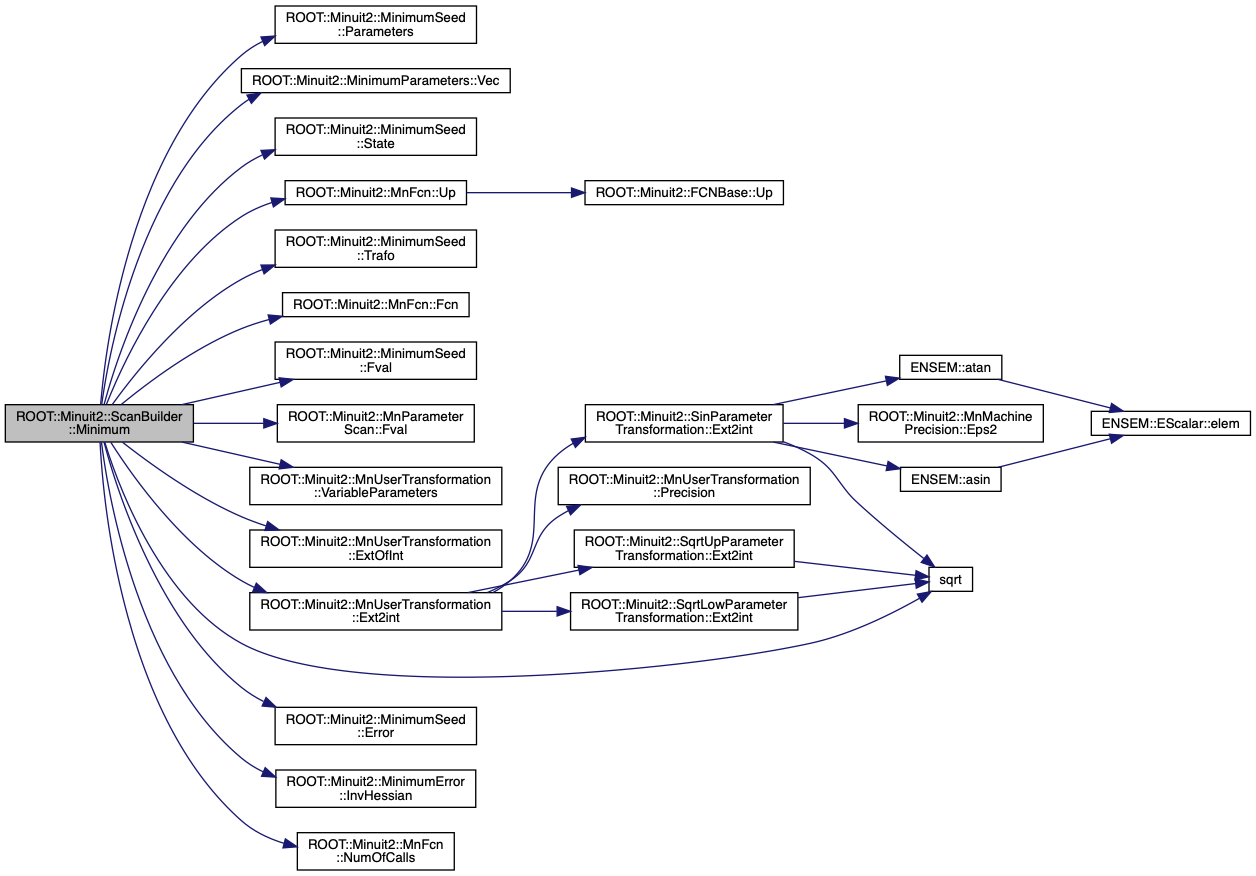 ROOT::Minuit2::ScanBuilder
::Minimum
ROOT::Minuit2::MinimumSeed
::Parameters
ROOT::Minuit2::MinimumParameters::Vec
ROOT::Minuit2::MinimumSeed
::State
ROOT::Minuit2::MnFcn::Up
ROOT::Minuit2::FCNBase::Up
ROOT::Minuit2::MinimumSeed
::Trafo
ROOT::Minuit2::MnFcn::Fcn
ROOT::Minuit2::MinimumSeed
::Fval
ROOT::Minuit2::MnParameter
Scan::Fval
ROOT::Minuit2::MnUserTransformation
::VariableParameters
ROOT::Minuit2::MnUserTransformation
::ExtOfInt
ROOT::Minuit2::MnUserTransformation
::Ext2int
ROOT::Minuit2::SinParameter
Transformation::Ext2int
ROOT::Minuit2::MnUserTransformation
::Precision
ROOT::Minuit2::SqrtUpParameter
Transformation::Ext2int
ROOT::Minuit2::SqrtLowParameter
Transformation::Ext2int
ENSEM::atan
ROOT::Minuit2::MnMachine
Precision::Eps2
ENSEM::asin
sqrt
ENSEM::EScalar::elem
ROOT::Minuit2::MinimumSeed
::Error
ROOT::Minuit2::MinimumError
::InvHessian
ROOT::Minuit2::MnFcn
::NumOfCalls